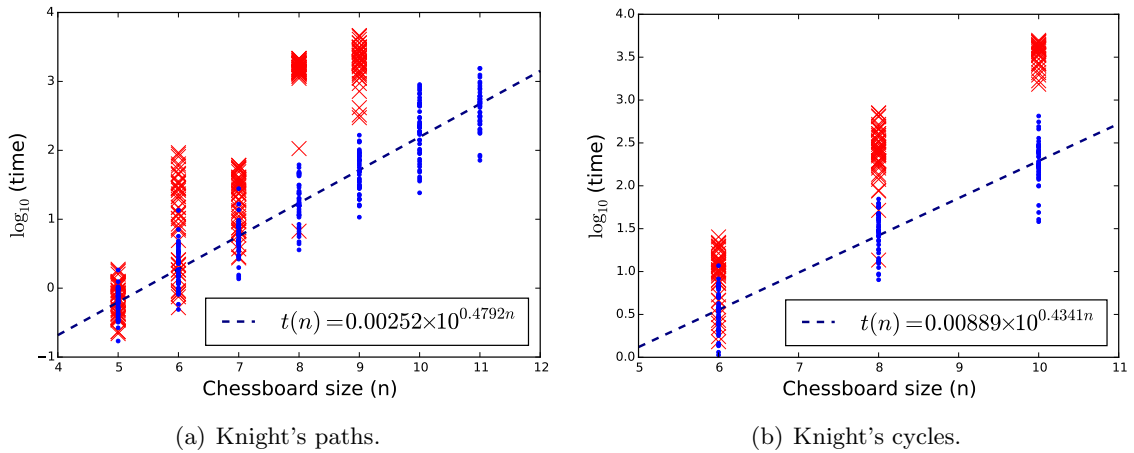 4
3
2
1
0
−1
log₁₀ (time)
4 5 6 7 8 9 10 11 12
Chessboard size (n)
t(n)=0.00252×10^0.4792n
(a) Knight's paths.
4.0
3.5
3.0
2.5
2.0
1.5
1.0
0.5
0.0
log₁₀ (time)
5 6 7 8 9 10 11
Chessboard size (n)
t(n)=0.00889×10^0.4341n
(b) Knight's cycles.